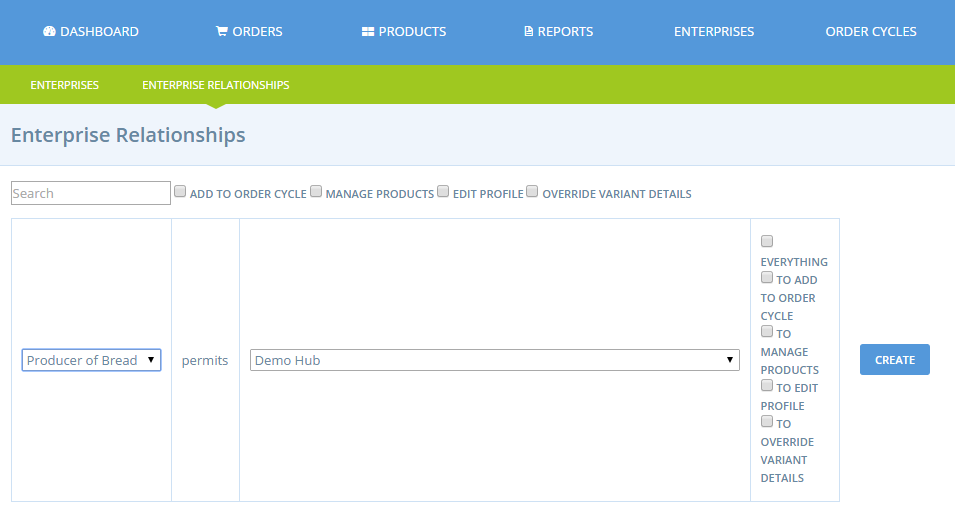 DASHBOARD ORDERS PRODUCTS REPORTS ENTERPRISES ORDER CYCLES
ENTERPRISES ENTERPRISE RELATIONSHIPS
Enterprise Relationships
Search ADD TO ORDER CYCLE MANAGE PRODUCTS EDIT PROFILE OVERRIDE VARIANT DETAILS
Producer of Bread permits Demo Hub
EVERYTHING
TO ADD
TO ORDER
CYCLE
TO
MANAGE
PRODUCTS
TO EDIT
PROFILE
TO
OVERRIDE
VARIANT
DETAILS
CREATE